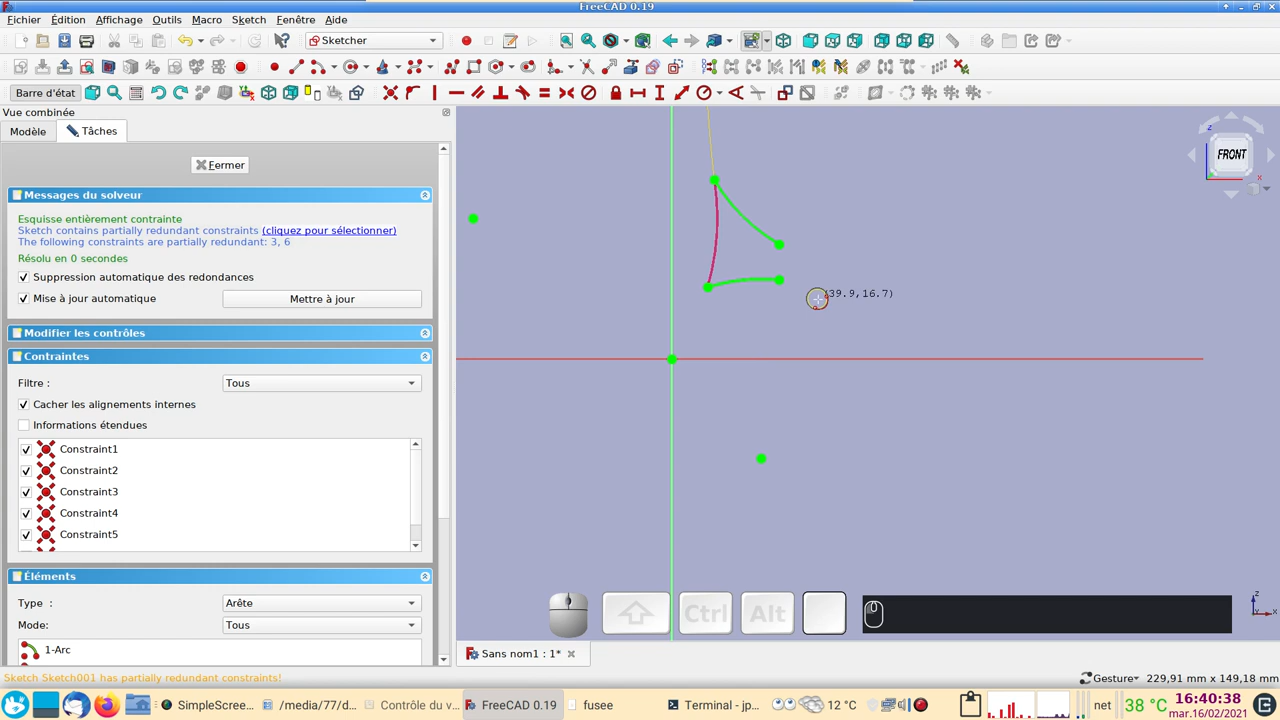 FreeCAD 0.19
Fichier Édition Affichage Outils Macro Sketch Fenêtre Aide
Sketcher
Barre d'état
Vue combinée
Modèle Tâches
Fermer
Messages du solveur
Esquisse entièrement contrainte
Sketch contains partially redundant constraints (cliquez pour sélectionner)
The following constraints are partially redundant: 3, 6
Résolu en 0 secondes
Suppression automatique des redondances
Mise à jour automatique Mettre à jour
Modifier les contrôles
Contraintes
Filtre : Tous
Cacher les alignements internes
Informations étendues
Constraint1
Constraint2
Constraint3
Constraint4
Constraint5
Éléments
Type : Arête
Mode: Tous
1-Arc
(39.9,16.7)
FRONT
z
x
Ctrl Alt
z
x
Sans nom1 : 1*
Sketch Sketch001 has partially redundant constraints!
Gesture 229,91 mm x 149,18 mm
SimpleScree... /media/77/d... Contrôle du v... FreeCAD 0.19 fusee Terminal - jp... 12 °C net 38 °C 16:40:38
mar.16/02/2021